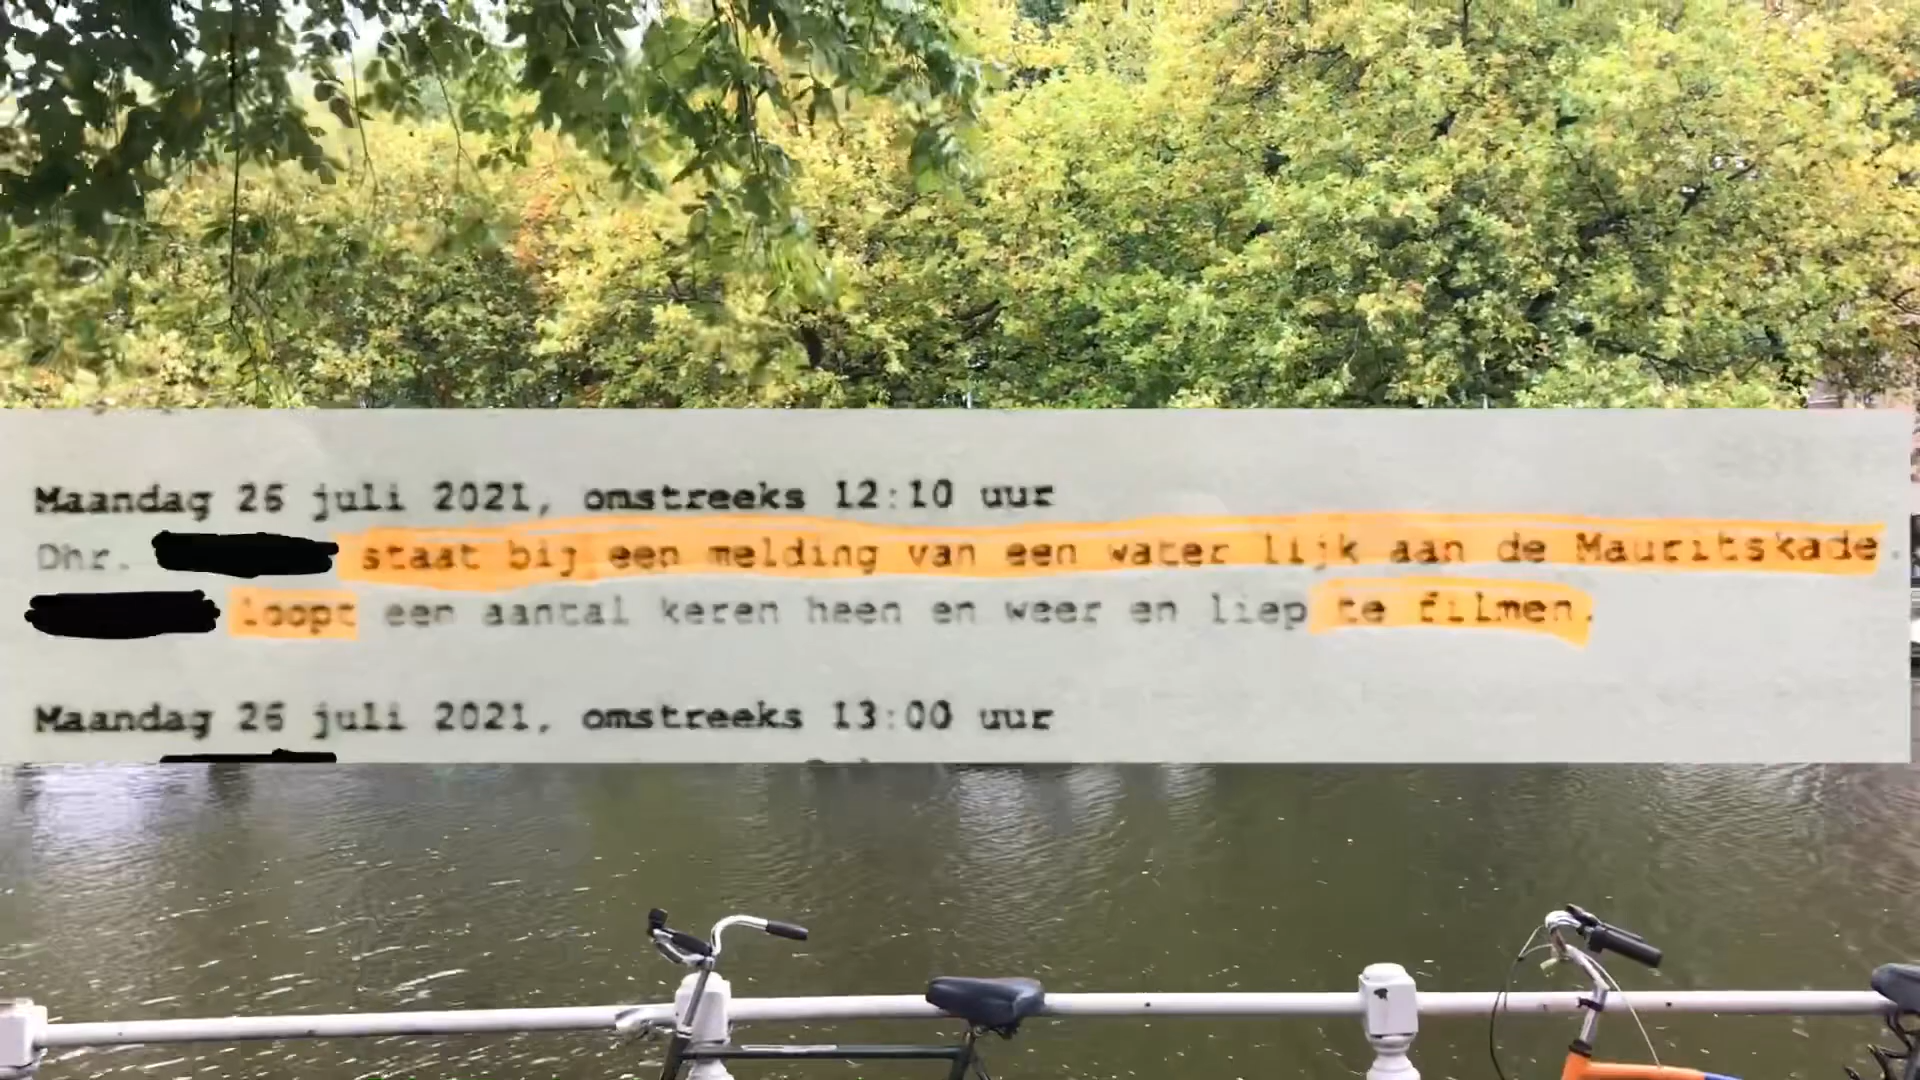 Maandag 26 juli 2021, omstreeks 12:10 uur
Dhr. staat bij een melding van een water lijk aan de Mauritskade.
loopt een aantal keren heen en weer en liep te filmen.
Maandag 26 juli 2021, omstreeks 13:00 uur